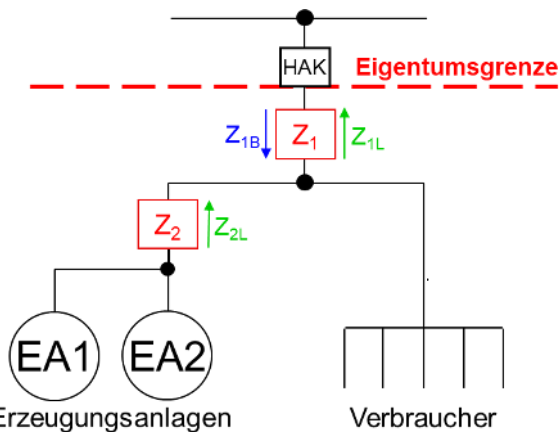 HAK
Eigentumsgrenze
Z1B Z1 Z1L
Z2 Z2L
EA1 EA2
Erzeugungsanlagen Verbraucher